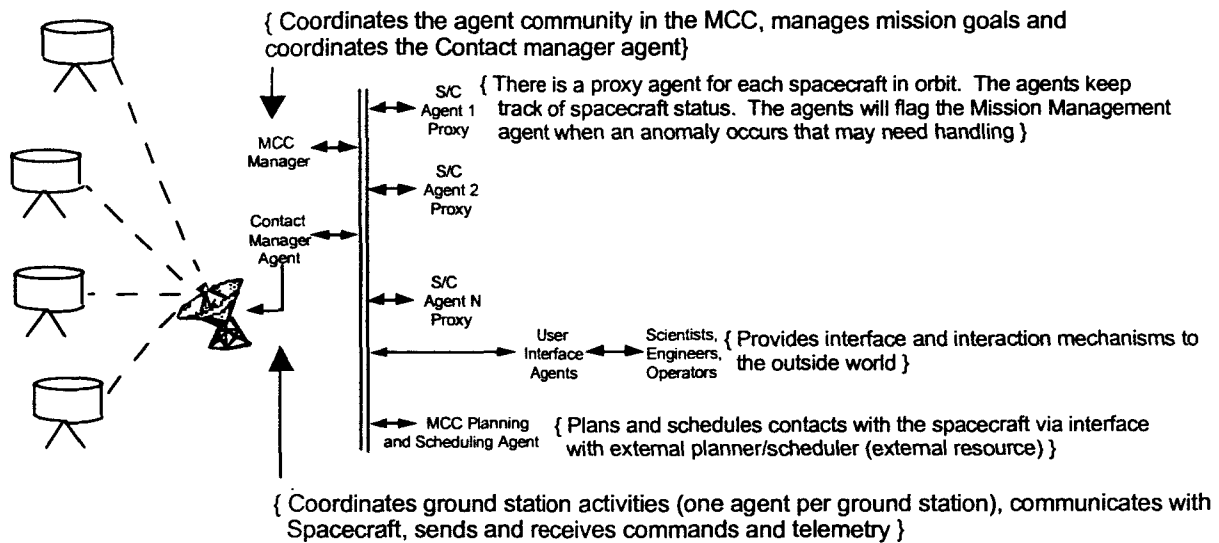 { Coordinates the agent community in the MCC, manages mission goals and
coordinates the Contact manager agent}
S/C
Agent 1
Proxy
{ There is a proxy agent for each spacecraft in orbit. The agents keep
track of spacecraft status. The agents will flag the Mission Management
agent when an anomaly occurs that may need handling }
MCC
Manager
S/C
Agent 2
Proxy
Contact
Manager
Agent
S/C
Agent N
Proxy
User
Interface
Agents
Scientists,
Engineers,
Operators
{ Provides interface and interaction mechanisms to
the outside world }
MCC Planning
and Scheduling Agent
{ Plans and schedules contacts with the spacecraft via interface
with external planner/scheduler (external resource) }
{ Coordinates ground station activities (one agent per ground station), communicates with
Spacecraft, sends and receives commands and telemetry }